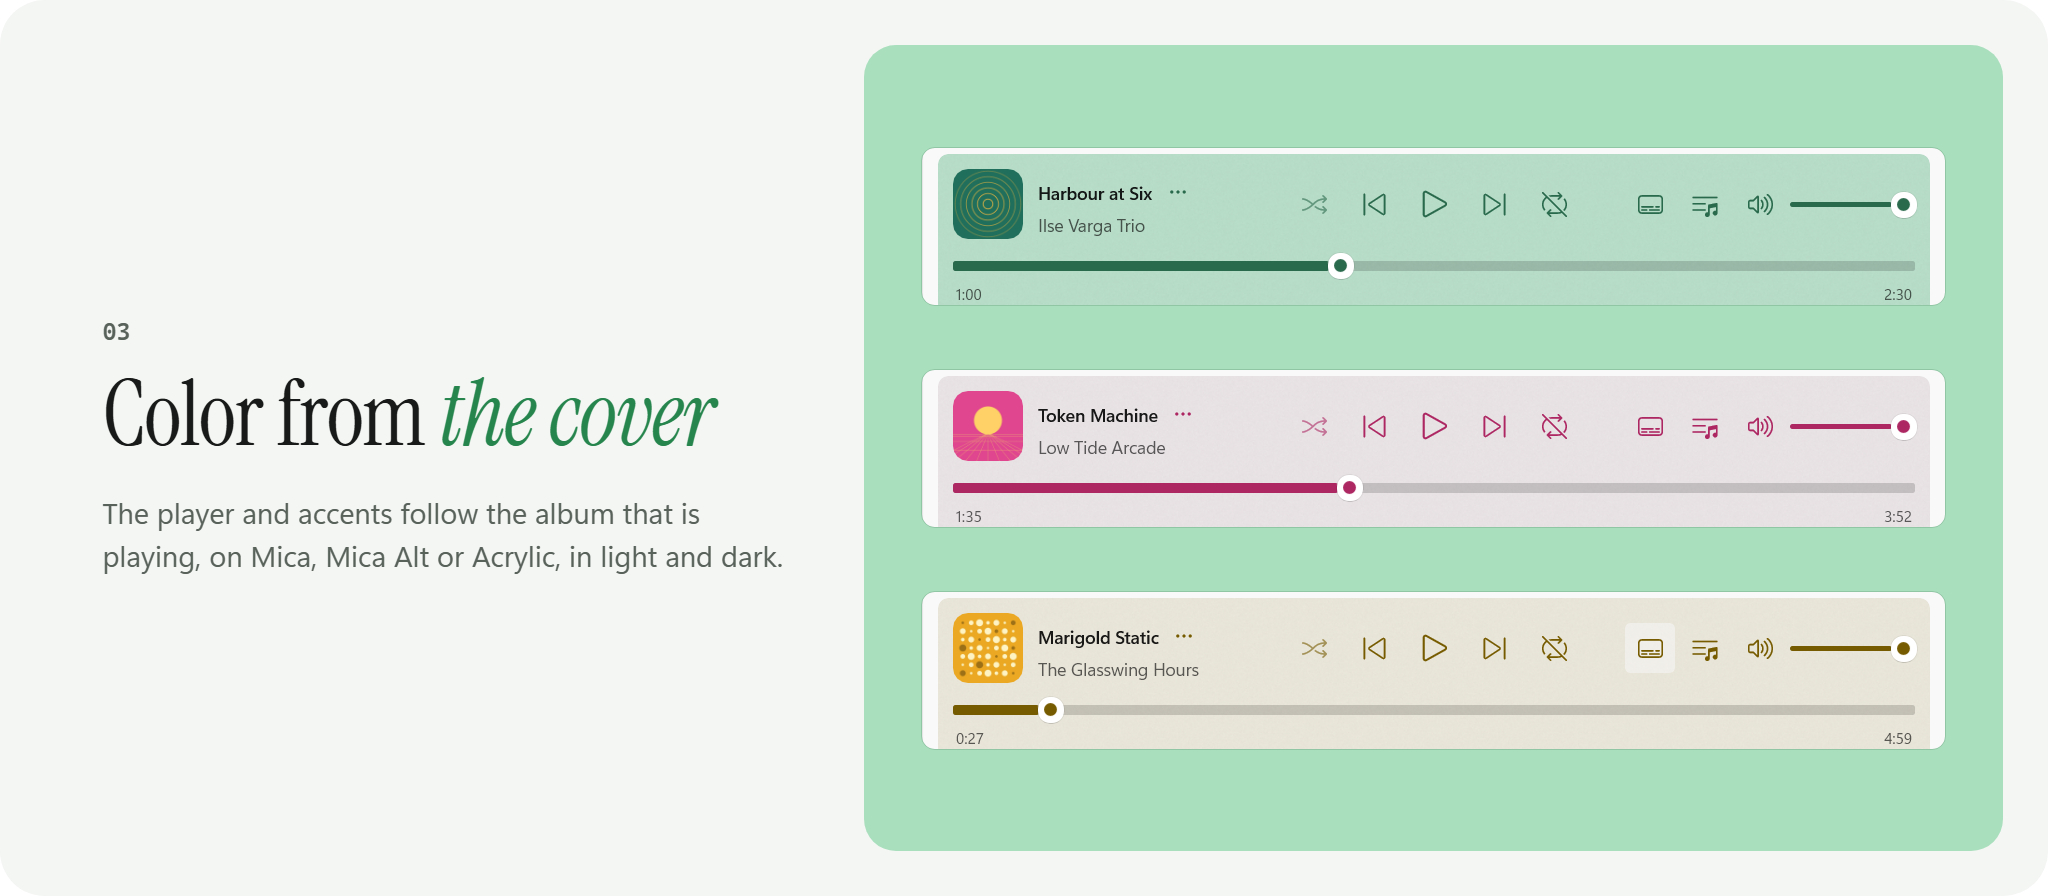 03
Color from the cover
The player and accents follow the album that is
playing, on Mica, Mica Alt or Acrylic, in light and dark.
Harbour at Six
Ilse Varga Trio
1:00
2:30
Token Machine
Low Tide Arcade
1:35
3:52
Marigold Static
The Glasswing Hours
0:27
4:59